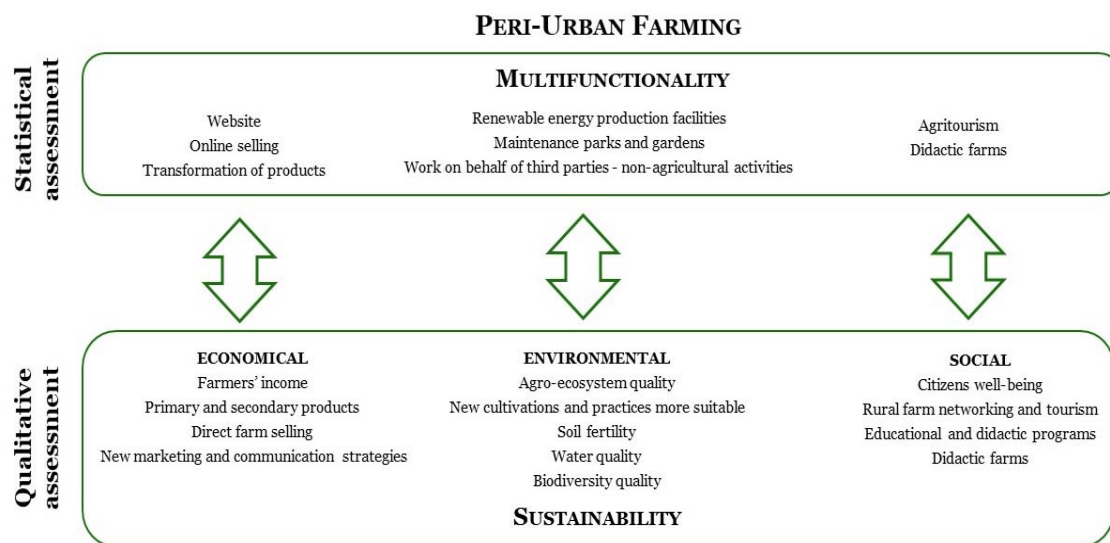 PERI-URBAN FARMING
Statistical
assessment
MULTIFUNCTIONALITY
Website
Online selling
Transformation of products
Renewable energy production facilities
Maintenance parks and gardens
Work on behalf of third parties - non-agricultural activities
Agritourism
Didactic farms
Qualitative
assessment
ECONOMICAL
Farmers' income
Primary and secondary products
Direct farm selling
New marketing and communication strategies
ENVIRONMENTAL
Agro-ecosystem quality
New cultivations and practices more suitable
Soil fertility
Water quality
Biodiversity quality
SOCIAL
Citizens well-being
Rural farm networking and tourism
Educational and didactic programs
Didactic farms
SUSTAINABILITY